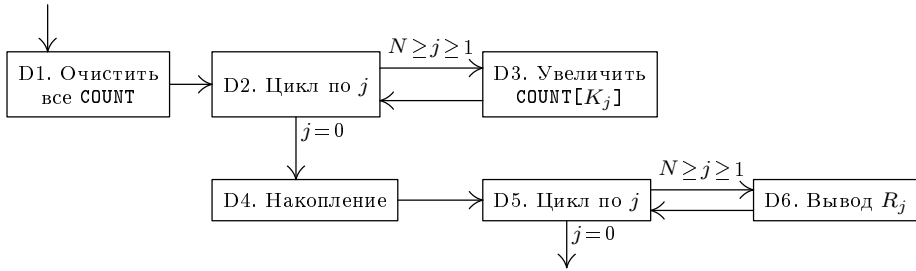 D1. Очистить
все COUNT
D2. Цикл по j
N ≥ j ≥ 1
D3. Увеличить
COUNT[K_j]
j = 0
D4. Накопление
D5. Цикл по j
N ≥ j ≥ 1
D6. Вывод R_j
j = 0